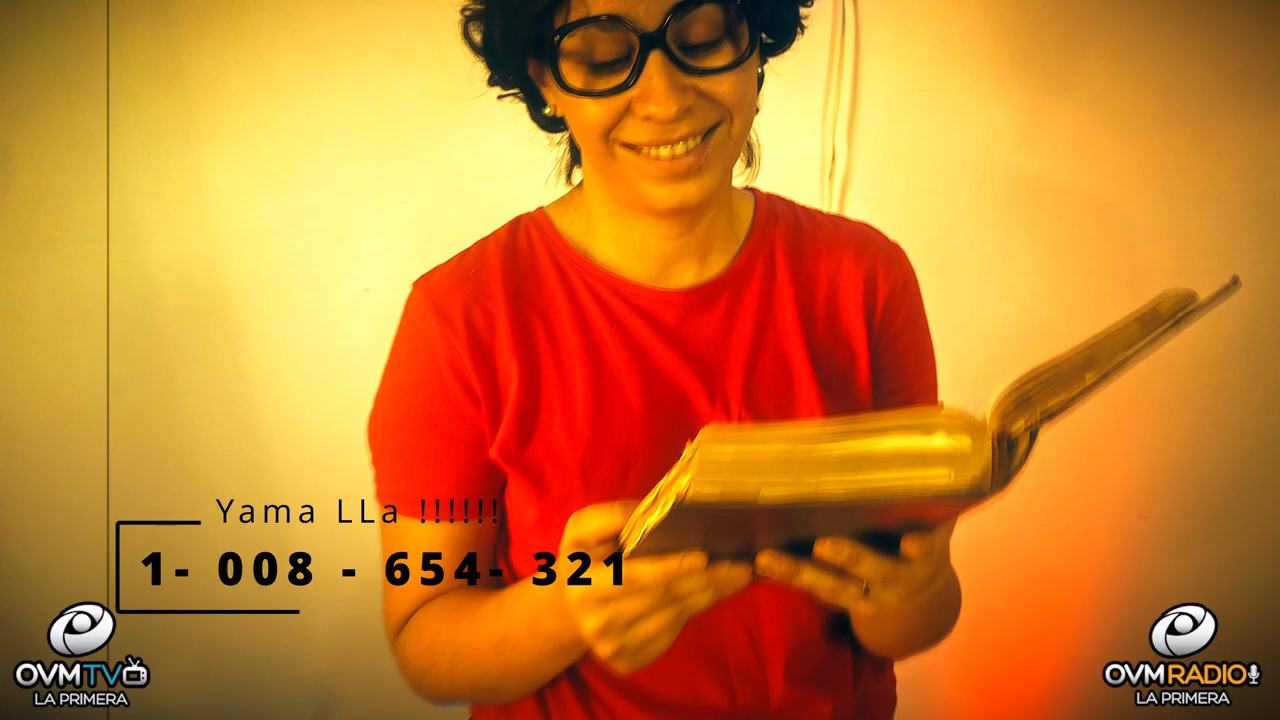 Yama LLa !!!!!!
1- 008 - 654- 321
OVMTV
LA PRIMERA
OVMRADIO
LA PRIMERA